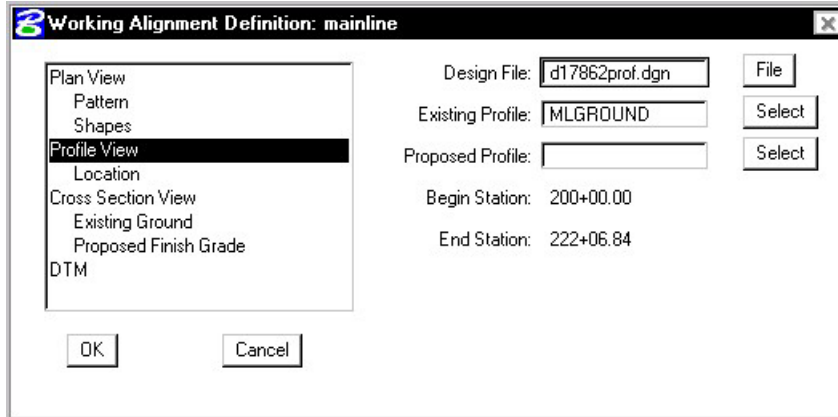 Working Alignment Definition: mainline
Plan View
Pattern
Shapes
Profile View
Location
Cross Section View
Existing Ground
Proposed Finish Grade
DTM
Design File: d17862prof.dgn File
Existing Profile: MLGROUND Select
Proposed Profile: Select
Begin Station: 200+00.00
End Station: 222+06.84
OK Cancel